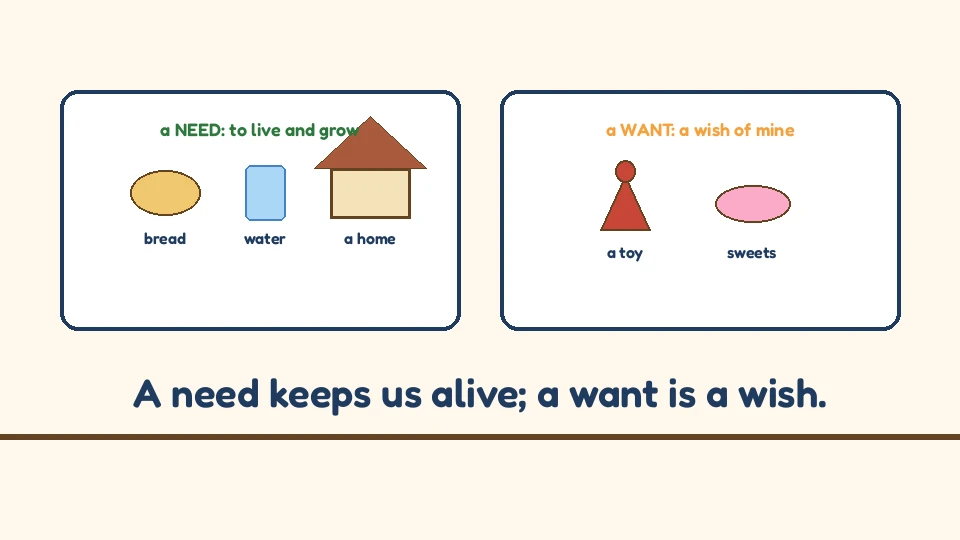 a NEED: to live and grow
bread
water
a home
a WANT: a wish of mine
a toy
sweets
A need keeps us alive; a want is a wish.